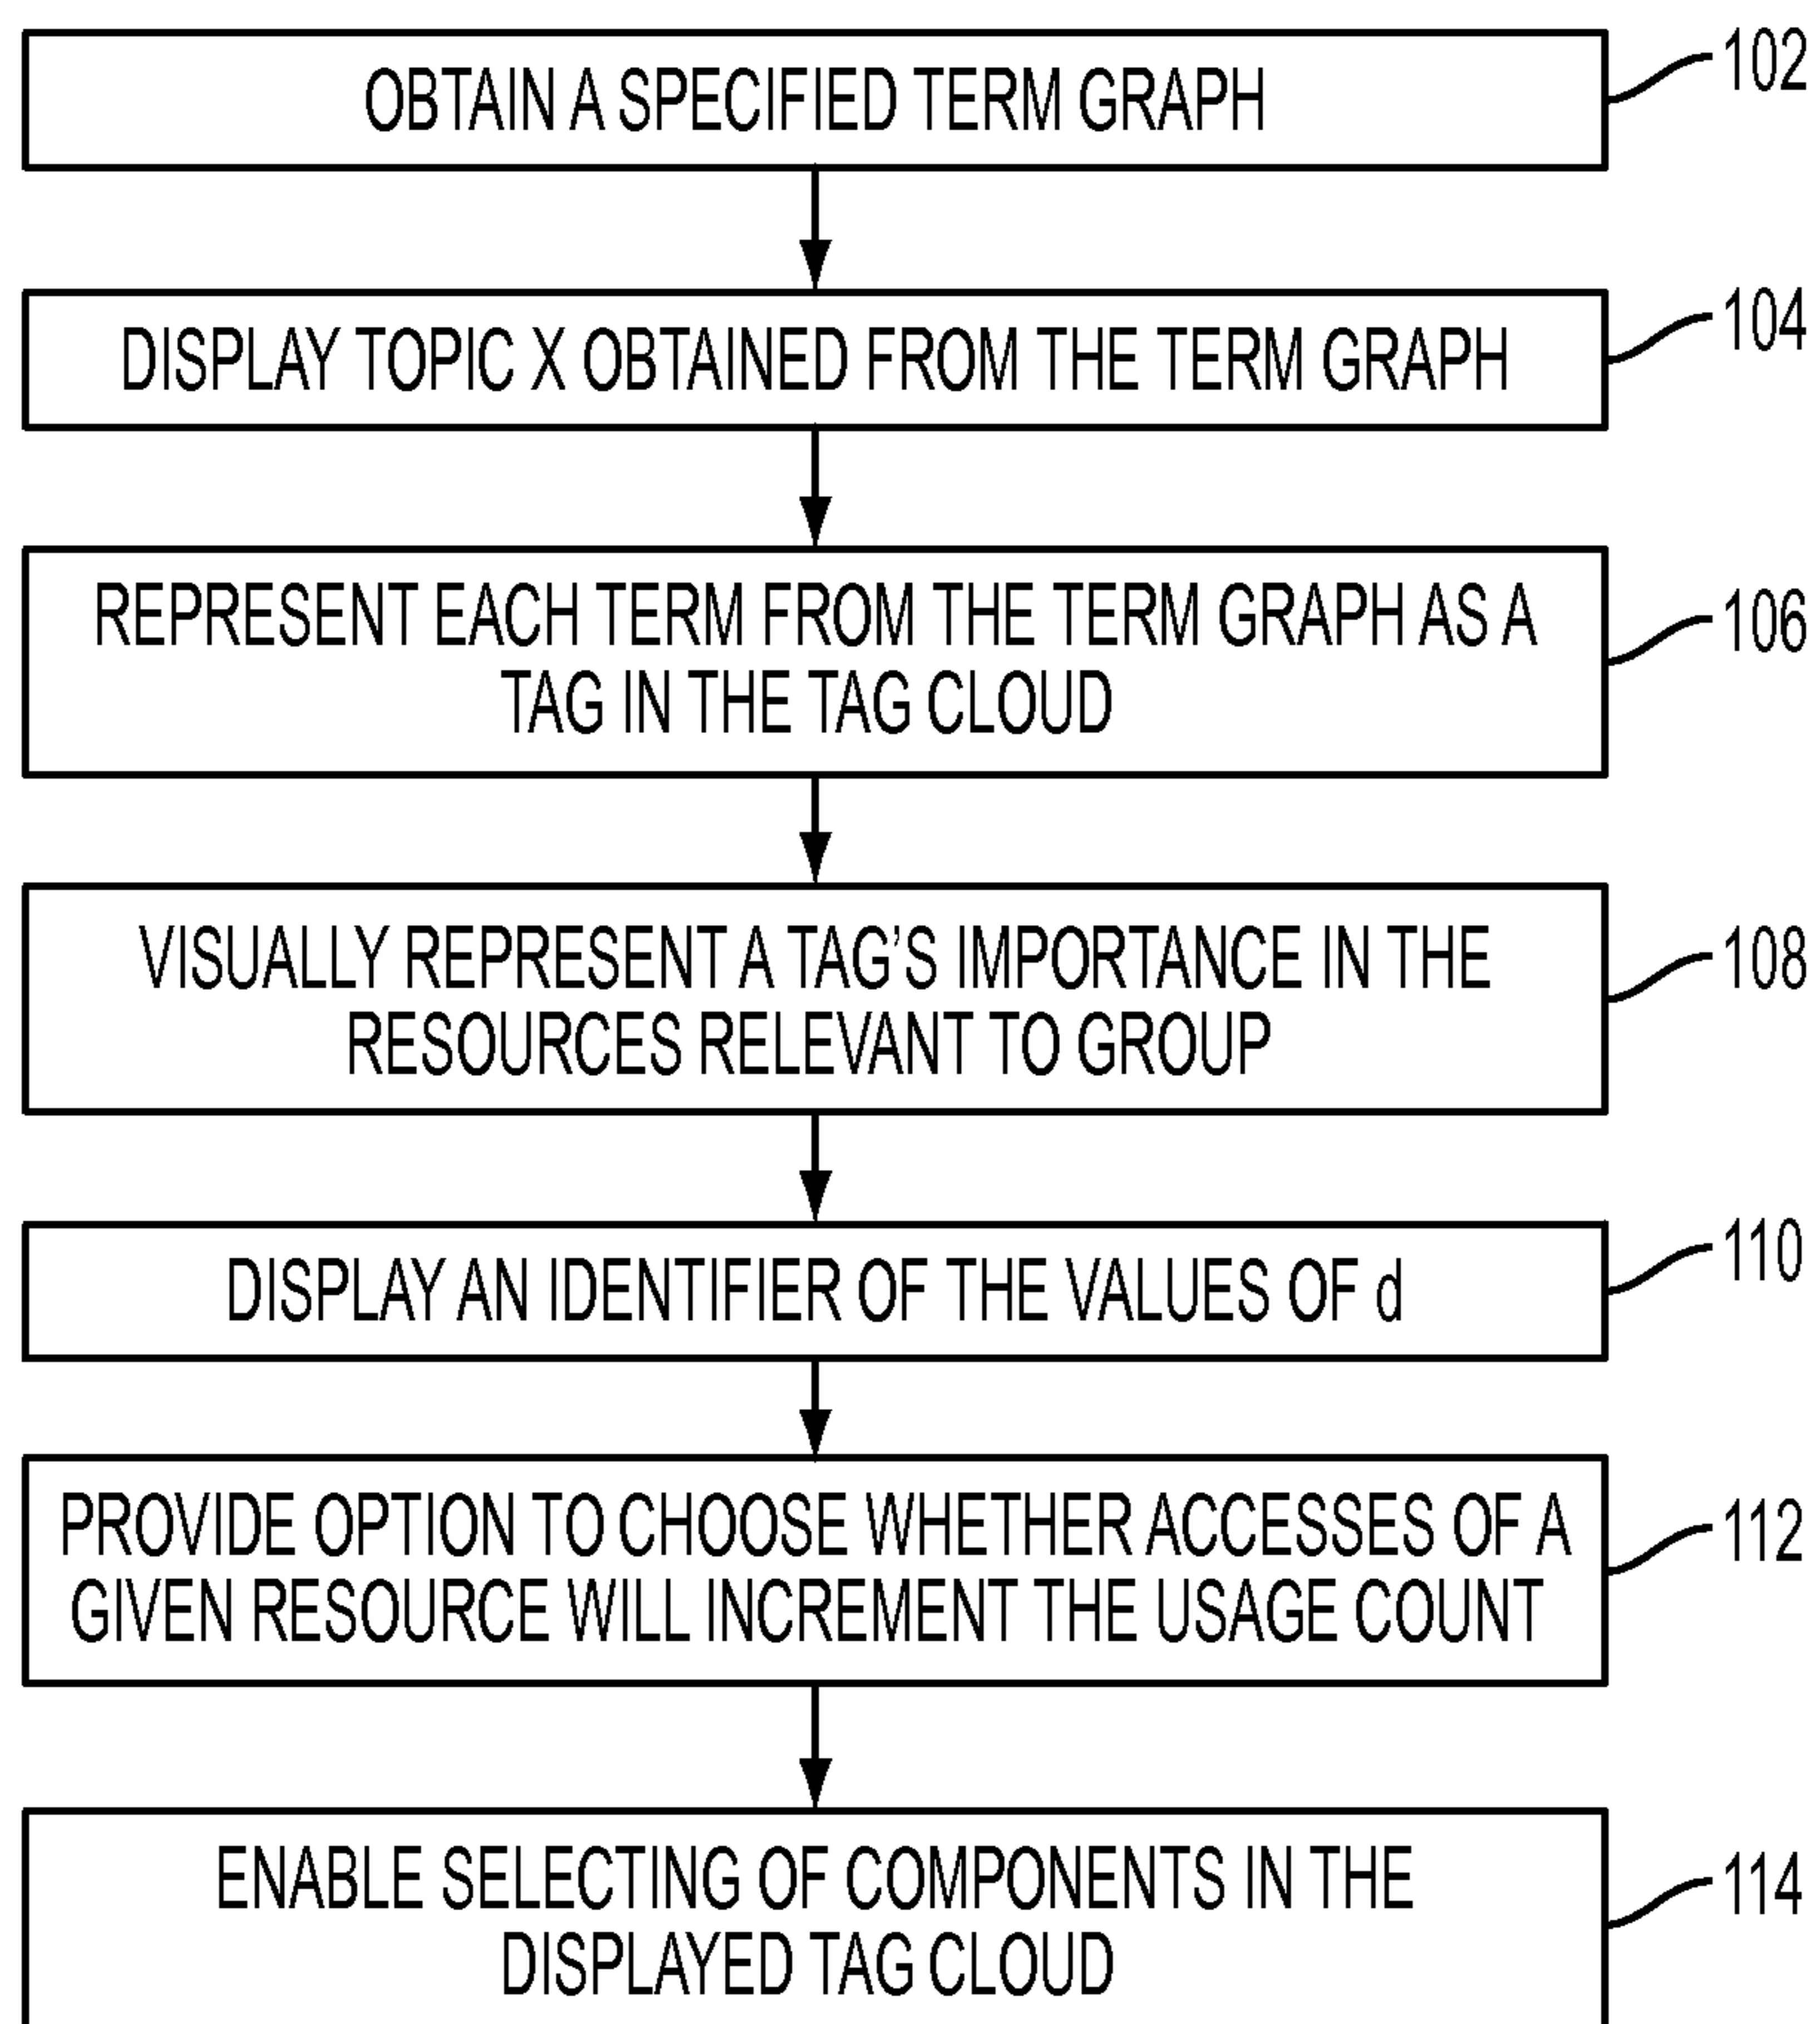 OBTAIN A SPECIFIED TERM GRAPH
102
DISPLAY TOPIC X OBTAINED FROM THE TERM GRAPH
104
REPRESENT EACH TERM FROM THE TERM GRAPH AS A
TAG IN THE TAG CLOUD
106
VISUALLY REPRESENT A TAG'S IMPORTANCE IN THE
RESOURCES RELEVANT TO GROUP
108
DISPLAY AN IDENTIFIER OF THE VALUES OF d
110
PROVIDE OPTION TO CHOOSE WHETHER ACCESSES OF A
GIVEN RESOURCE WILL INCREMENT THE USAGE COUNT
112
ENABLE SELECTING OF COMPONENTS IN THE
DISPLAYED TAG CLOUD
114